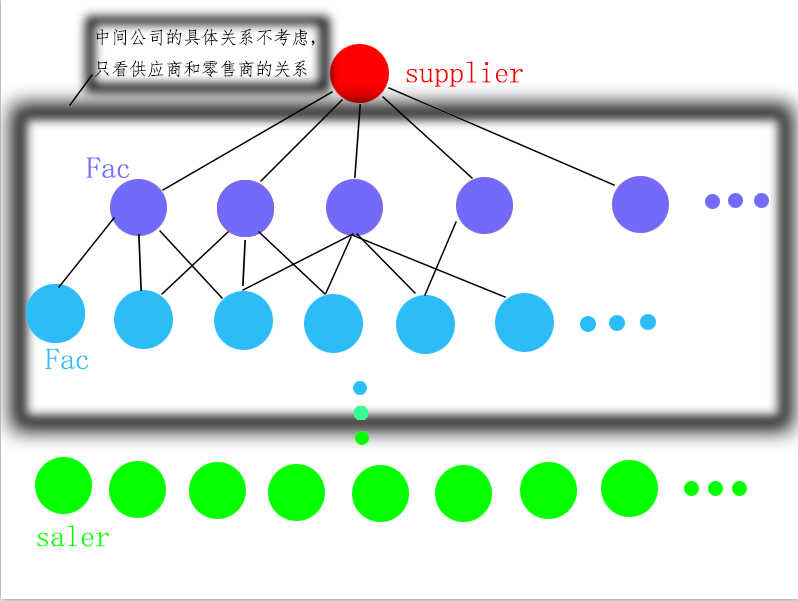 中间公司的具体关系不考虑，
只看供应商和零售商的关系
supplier
Fac
Fac
saler